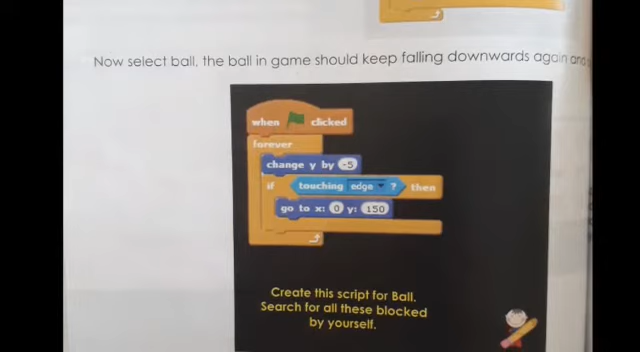 Now select ball, the ball in game should keep falling downwards again and
when clicked
forever
change y by -5
if touching edge ? then
go to x: 0 y: 150
Create this script for Ball.
Search for all these blocked
by yourself.